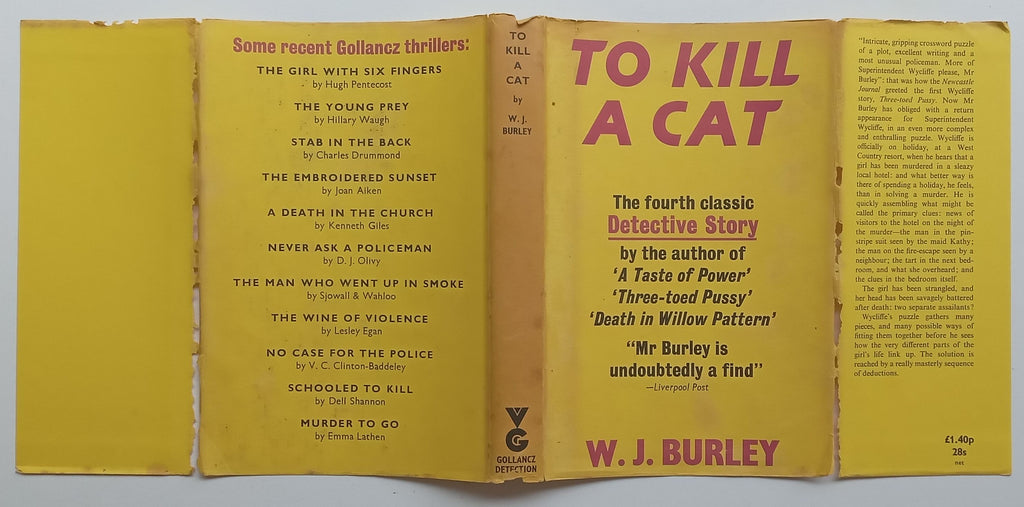 Some recent Gollancz thrillers:
THE GIRL WITH SIX FINGERS
by Hugh Pentecost
THE YOUNG PREY
by Hillary Waugh
STAB IN THE BACK
by Charles Drummond
THE EMBROIDERED SUNSET
by Joan Aiken
A DEATH IN THE CHURCH
by Kenneth Giles
NEVER ASK A POLICEMAN
by D. J. Olivy
THE MAN WHO WENT UP IN SMOKE
by Sjowall & Wahloo
THE WINE OF VIOLENCE
by Lesley Egan
NO CASE FOR THE POLICE
by V. C. Clinton-Baddeley
SCHOOLED TO KILL
by Dell Shannon
MURDER TO GO
by Emma Lathen
TO
KILL
A
CAT
by
W. J.
BURLEY
VG
GOLLANCZ
DETECTION
TO KILL
A CAT
The fourth classic
Detective Story
by the author of
‘A Taste of Power’
‘Three-toed Pussy’
‘Death in Willow Pattern’
“Mr Burley is
undoubtedly a find”
—Liverpool Post
W. J. BURLEY
“Intricate, gripping crossword puzzle
of a plot, excellent writing and a
most unusual policeman. More of
Superintendent Wycliffe please, Mr
Burley”: that was how the Newcastle
Journal greeted the first Wycliffe
story, Three-toed Pussy. Now Mr
Burley has obliged with a return
appearance for Superintendent
Wycliffe, in an even more complex
and enthralling puzzle. Wycliffe is
officially on holiday, at a West
Country resort, when he hears that a
girl has been murdered in a sleazy
local hotel: and what better way is
there of spending a holiday, he feels,
than in solving a murder. He is
quickly assembling what might be
called the primary clues: news of
visitors to the hotel on the night of
the murder—the man in the pin-
stripe suit seen by the maid Kathy;
the man on the fire-escape seen by a
neighbour; the tart in the next bed-
room, and what she overheard; and
the clues in the bedroom itself.
The girl has been strangled, and
her head has been savagely battered
after death: two separate assailants?
Wycliffe's puzzle gathers many
pieces, and many possible ways of
fitting them together before he sees
how the very different parts of the
girl's life link up. The solution is
reached by a really masterly sequence
of deductions.
£1.40p
28s
net